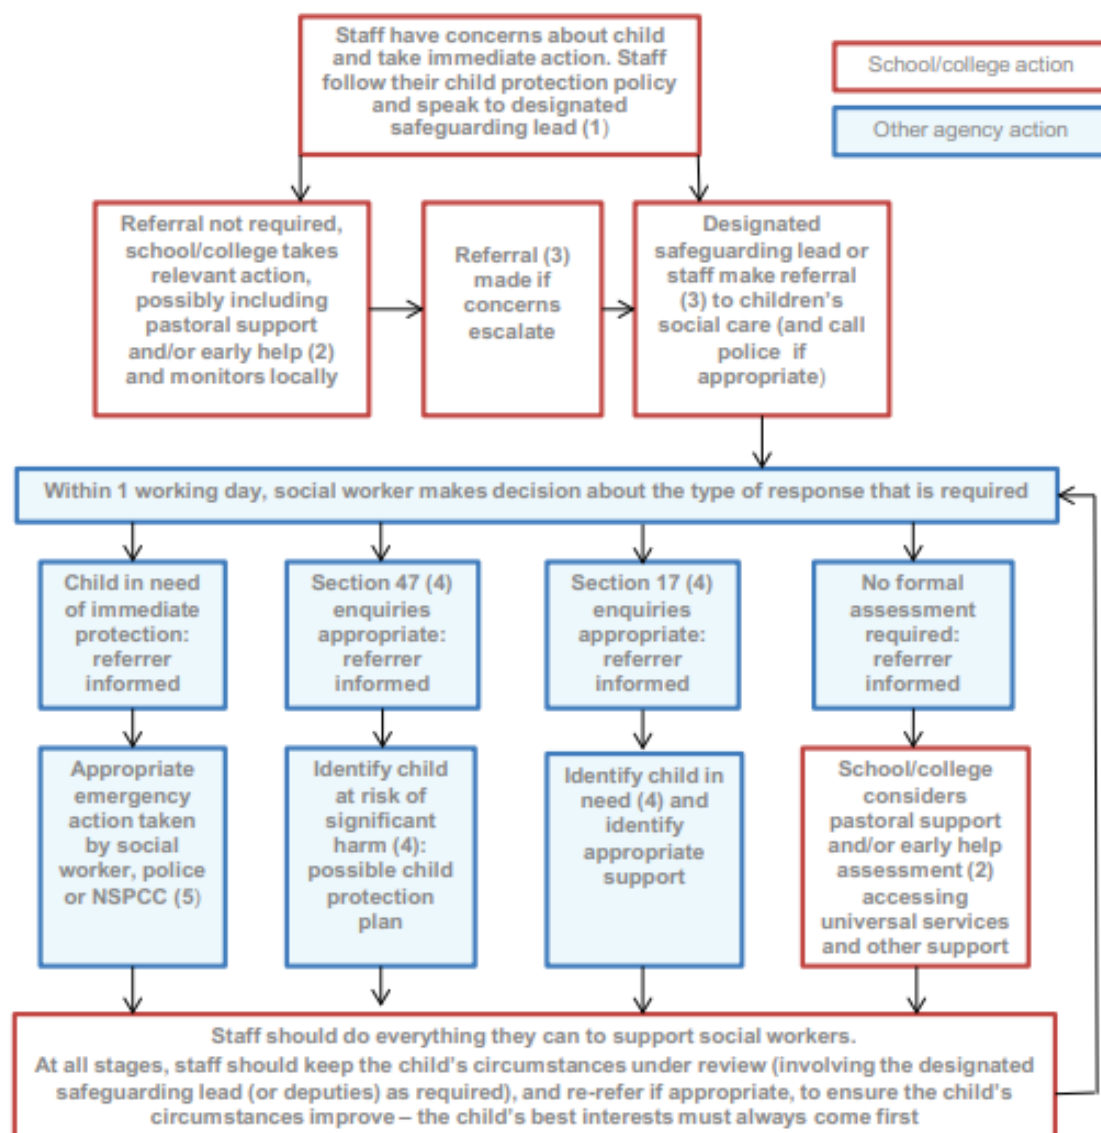 Staff have concerns about child
and take immediate action. Staff
follow their child protection policy
and speak to designated
safeguarding lead (1)
School/college action
Other agency action
Referral not required,
school/college takes
relevant action,
possibly including
pastoral support
and/or early help (2)
and monitors locally
Referral (3)
made if
concerns
escalate
Designated
safeguarding lead or
staff make referral
(3) to children's
social care (and call
police if
appropriate)
Within 1 working day, social worker makes decision about the type of response that is required
Child in need
of immediate
protection:
referrer
informed
Section 47 (4)
enquiries
appropriate:
referrer
informed
Section 17 (4)
enquiries
appropriate:
referrer
informed
No formal
assessment
required:
referrer
informed
Appropriate
emergency
action taken
by social
worker, police
or NSPCC (5)
Identify child
at risk of
significant
harm (4):
possible child
protection
plan
Identify child in
need (4) and
identify
appropriate
support
School/college
considers
pastoral support
and/or early help
assessment (2)
accessing
universal services
and other support
Staff should do everything they can to support social workers.
At all stages, staff should keep the child's circumstances under review (involving the designated
safeguarding lead (or deputies) as required), and re-refer if appropriate, to ensure the child's
circumstances improve – the child's best interests must always come first